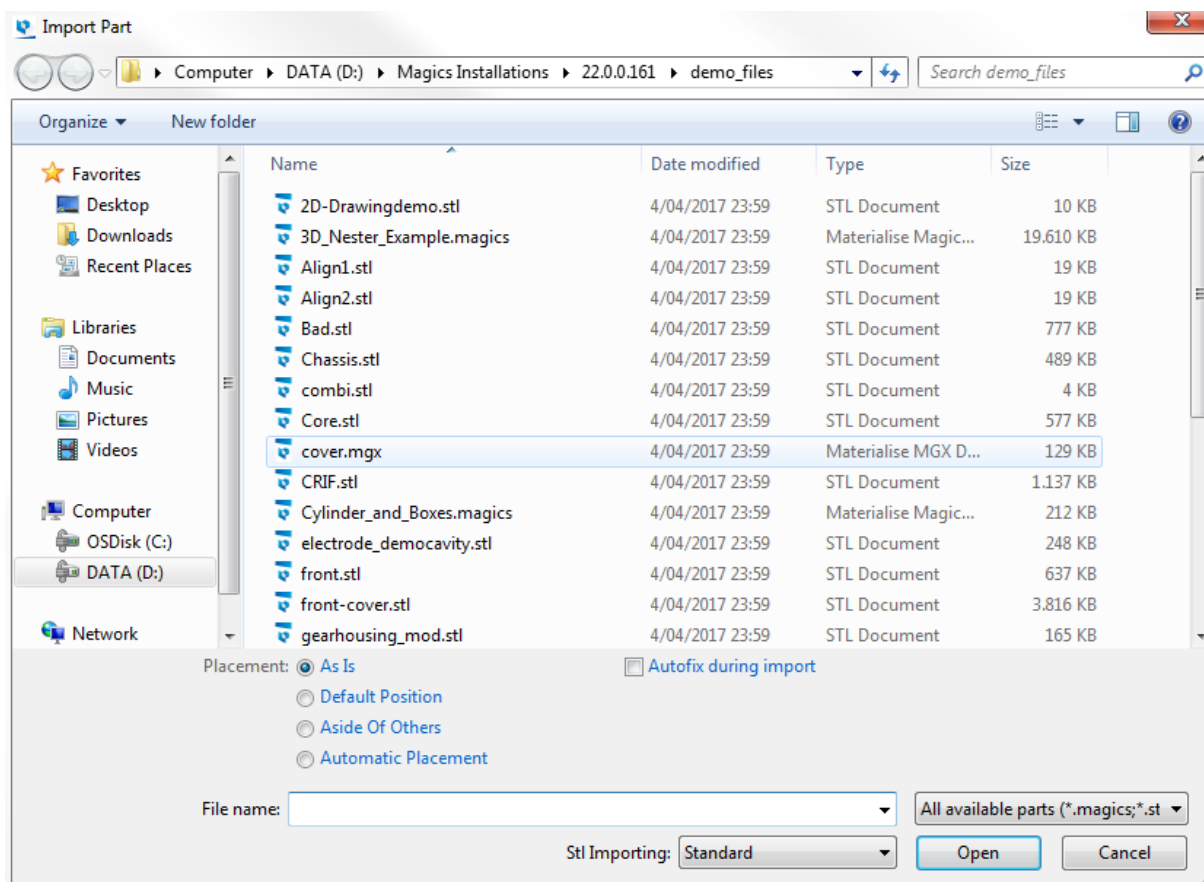 Import Part
Computer DATA (D:) Magics Installations 22.0.0.161 demo_files Search demo_files
Organize New folder
Favorites
Desktop
Downloads
Recent Places
Libraries
Documents
Music
Pictures
Videos
Computer
OSDisk (C:)
DATA (D:)
Network
Name Date modified Type Size
2D-Drawingdemo.stl 4/04/2017 23:59 STL Document 10 KB
3D_Nester_Example.magics 4/04/2017 23:59 Materialise Magic... 19.610 KB
Align1.stl 4/04/2017 23:59 STL Document 19 KB
Align2.stl 4/04/2017 23:59 STL Document 19 KB
Bad.stl 4/04/2017 23:59 STL Document 777 KB
Chassis.stl 4/04/2017 23:59 STL Document 489 KB
combi.stl 4/04/2017 23:59 STL Document 4 KB
Core.stl 4/04/2017 23:59 STL Document 577 KB
cover.mgx 4/04/2017 23:59 Materialise MGX D... 129 KB
CRIF.stl 4/04/2017 23:59 STL Document 1.137 KB
Cylinder_and_Boxes.magics 4/04/2017 23:59 Materialise Magic... 212 KB
electrode_democavity.stl 4/04/2017 23:59 STL Document 248 KB
front.stl 4/04/2017 23:59 STL Document 637 KB
front-cover.stl 4/04/2017 23:59 STL Document 3.816 KB
gearhousing_mod.stl 4/04/2017 23:59 STL Document 165 KB
Placement: As Is Autofix during import
Default Position
Aside Of Others
Automatic Placement
File name: All available parts (*.magics;*.st
Stl Importing: Standard Open Cancel